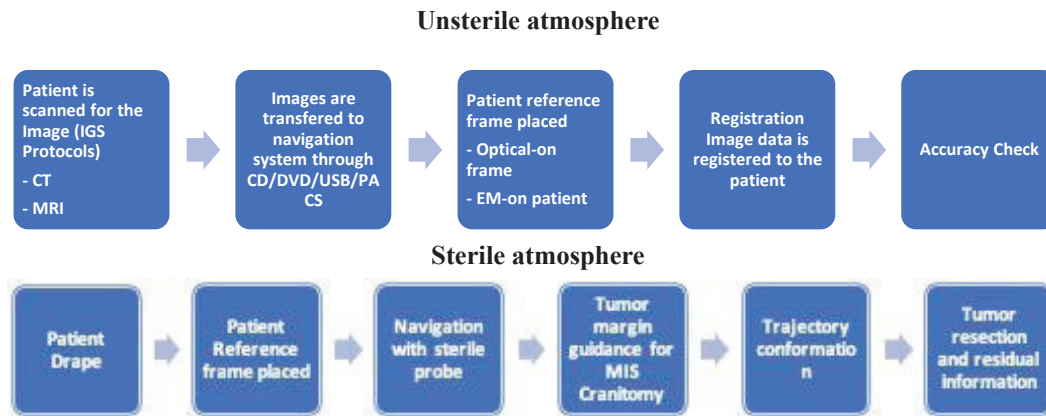 Unsterile atmosphere
Patient is
scanned for the
Image (IGS
Protocols)
- CT
- MRI
Images are
transfered to
navigation
system through
CD/DVD/USB/PA
CS
Patient reference
frame placed
- Optical-on
frame
- EM-on patient
Registration
Image data is
registered to the
patient
Accuracy Check
Sterile atmosphere
Patient
Drape
Patient
Reference
frame placed
Navigation
with sterile
probe
Tumor
margin
guidance for
MIS
Cranitomy
Trajectory
conformatio
n
Tumor
resection
and residual
information